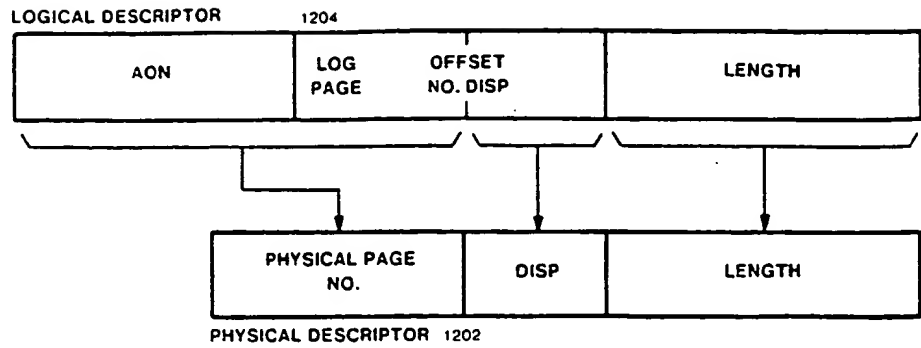 LOGICAL DESCRIPTOR 1204
AON
LOG
PAGE
OFFSET
NO. DISP
LENGTH
PHYSICAL PAGE
NO.
DISP
LENGTH
PHYSICAL DESCRIPTOR 1202